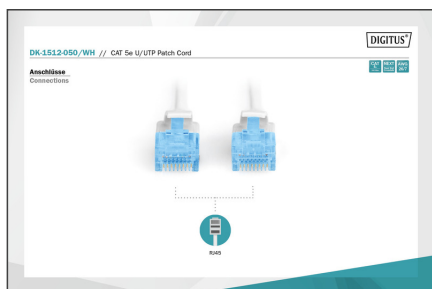 DIGITUS®
DK-1512-050/WH // CAT 5e U/UTP Patch Cord
Anschlüsse
Connections
RJ45